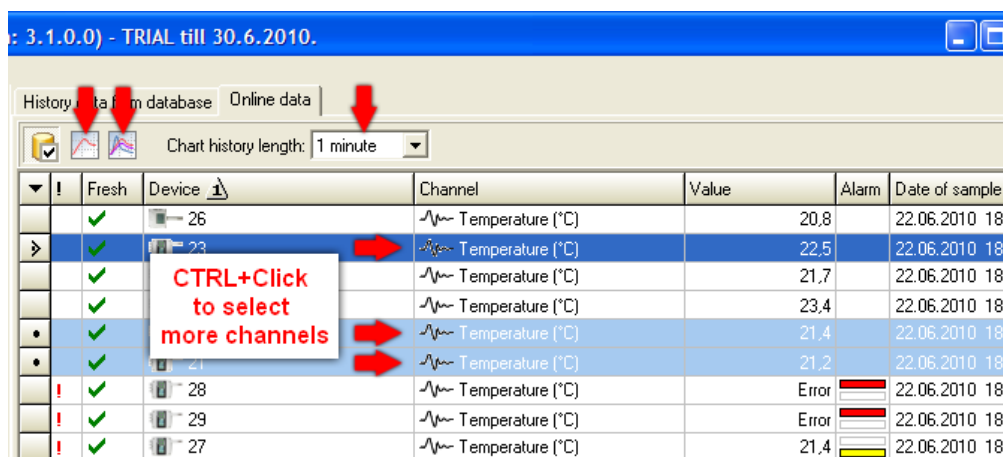 : 3.1.0.0) - TRIAL till 30.6.2010.
History data from database Online data
Chart history length: 1 minute
! Fresh Device 1 Channel Value Alarm Date of sample
26 Temperature (°C) 20,8 22.06.2010 18
23 Temperature (°C) 22,5 22.06.2010 18
Temperature (°C) 21,7 22.06.2010 18
Temperature (°C) 23,4 22.06.2010 18
Temperature (°C) 21,4 22.06.2010 18
21 Temperature (°C) 21,2 22.06.2010 18
! 28 Temperature (°C) Error 22.06.2010 18
! 29 Temperature (°C) Error 22.06.2010 18
! 27 Temperature (°C) 21,4 22.06.2010 18
CTRL+Click
to select
more channels